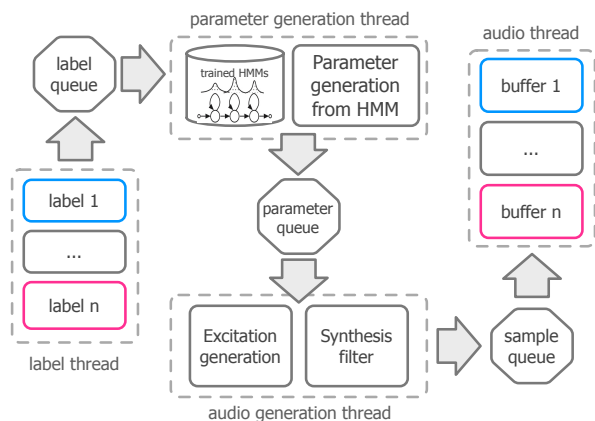 parameter generation thread
audio thread
label
queue
trained HMMs
Parameter
generation
from HMM
buffer 1
...
buffer n
label 1
...
label n
label thread
parameter
queue
Excitation
generation
Synthesis
filter
sample
queue
audio generation thread